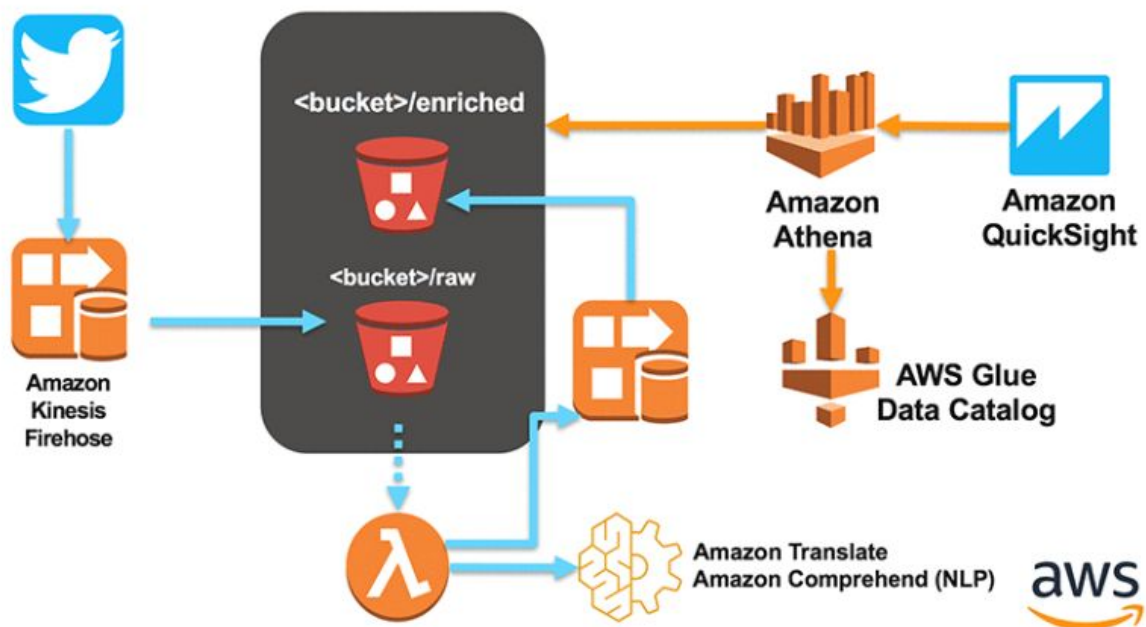 <bucket>/enriched
<bucket>/raw
Amazon
Kinesis
Firehose
Amazon
Athena
Amazon
QuickSight
AWS Glue
Data Catalog
λ
Amazon Translate
Amazon Comprehend (NLP)
aws